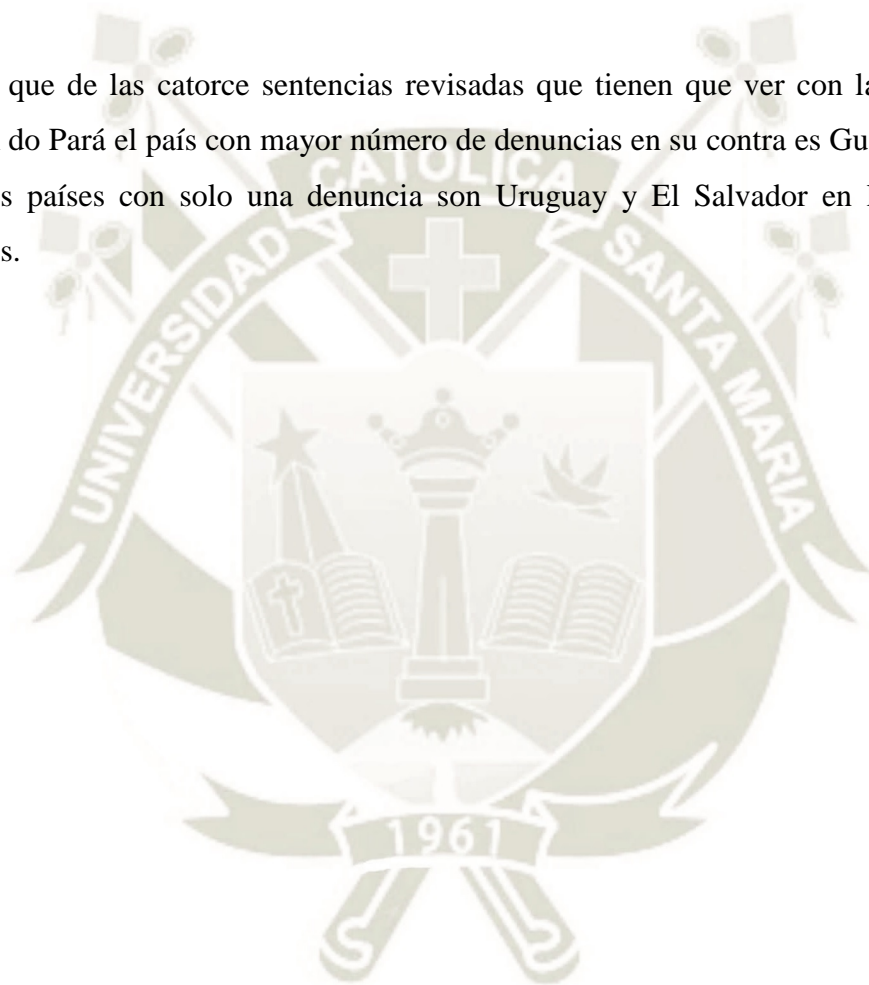 que de las catorce sentencias revisadas que tienen que ver con la
do Pará el país con mayor número de denuncias en su contra es Gu
s países con solo una denuncia son Uruguay y El Salvador en
s.
UNIVERSIDAD CATOLICA SANTA MARIA
1961